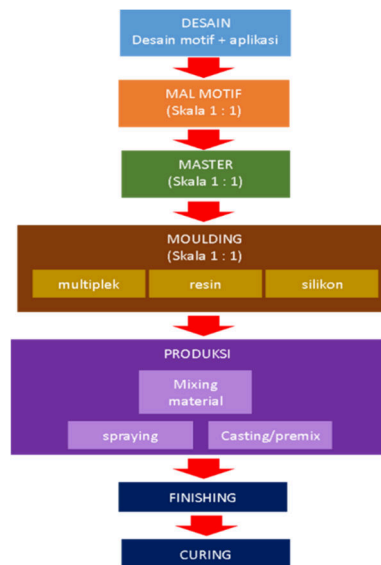 DESAIN
Desain motif + aplikasi
MAL MOTIF
(Skala 1 : 1)
MASTER
(Skala 1 : 1)
MOULDING
(Skala 1 : 1)
multiplek
resin
silikon
PRODUKSI
Mixing
material
spraying
Casting/premix
FINISHING
CURING